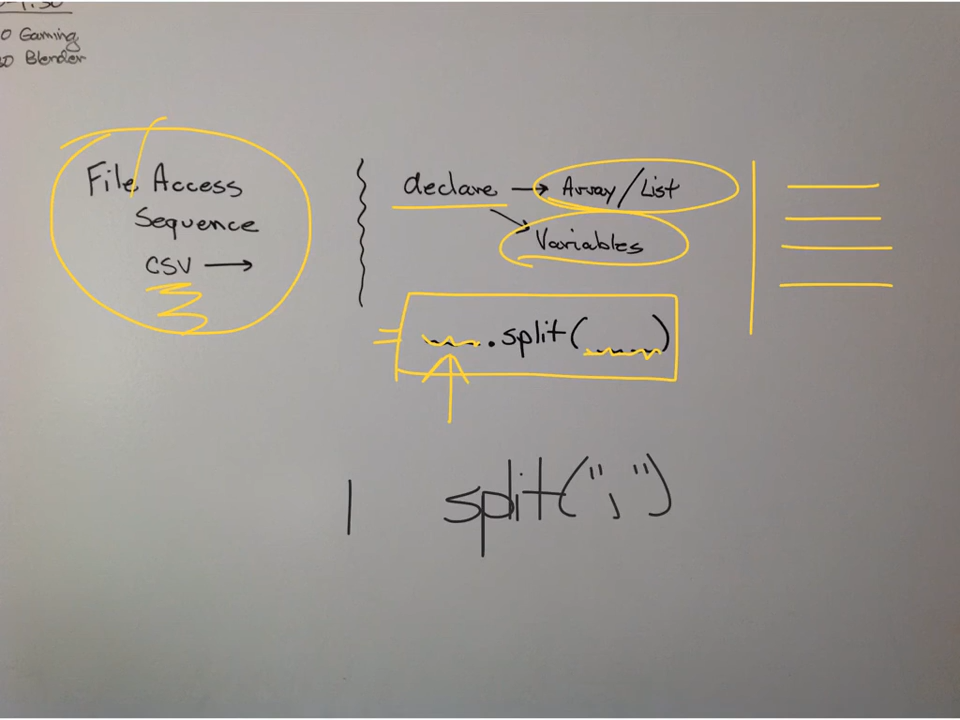 Gaming
Blender
File Access
Sequence
CSV →
declare → Array/List
Variables
= .split( )
split(",")